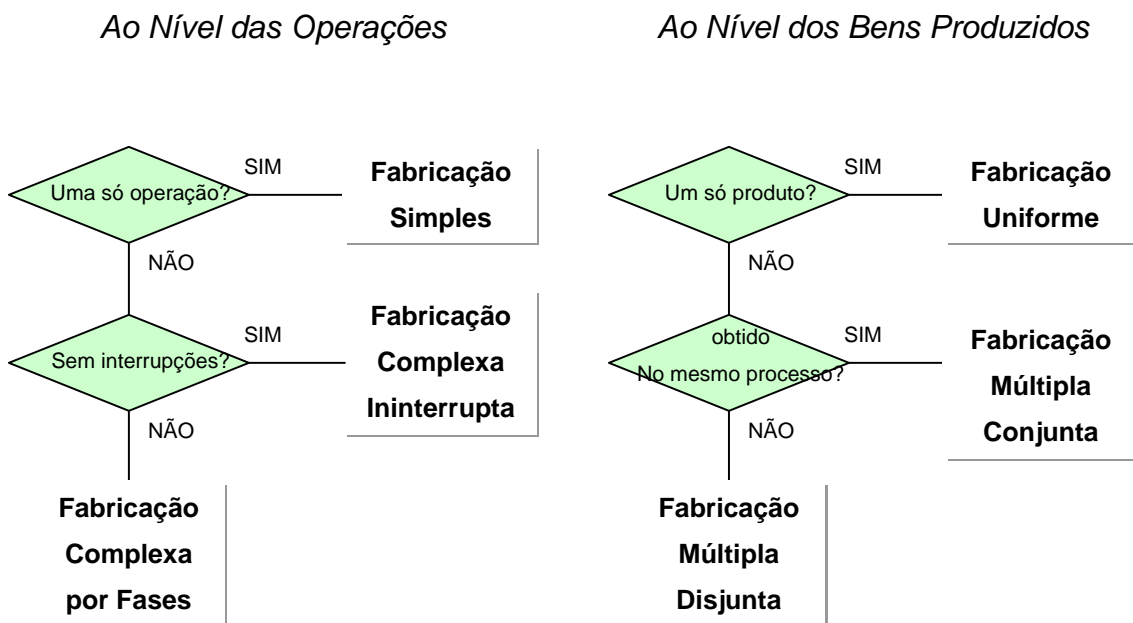 Ao Nível das Operações
Uma só operação?
SIM
Fabricação
Simples
NÃO
Sem interrupções?
SIM
Fabricação
Complexa
Ininterrupta
NÃO
Fabricação
Complexa
por Fases
Ao Nível dos Bens Produzidos
Um só produto?
SIM
Fabricação
Uniforme
NÃO
obtido
No mesmo processo?
SIM
Fabricação
Múltipla
Conjunta
NÃO
Fabricação
Múltipla
Disjunta